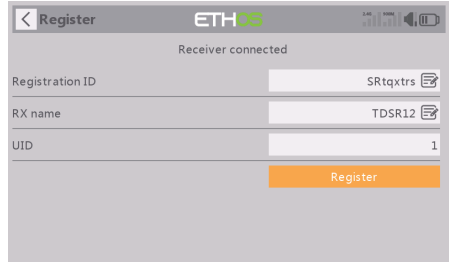 Register ETHOS
Receiver connected
Registration ID SRtqxtrs
RX name TDSR12
UID 1
Register